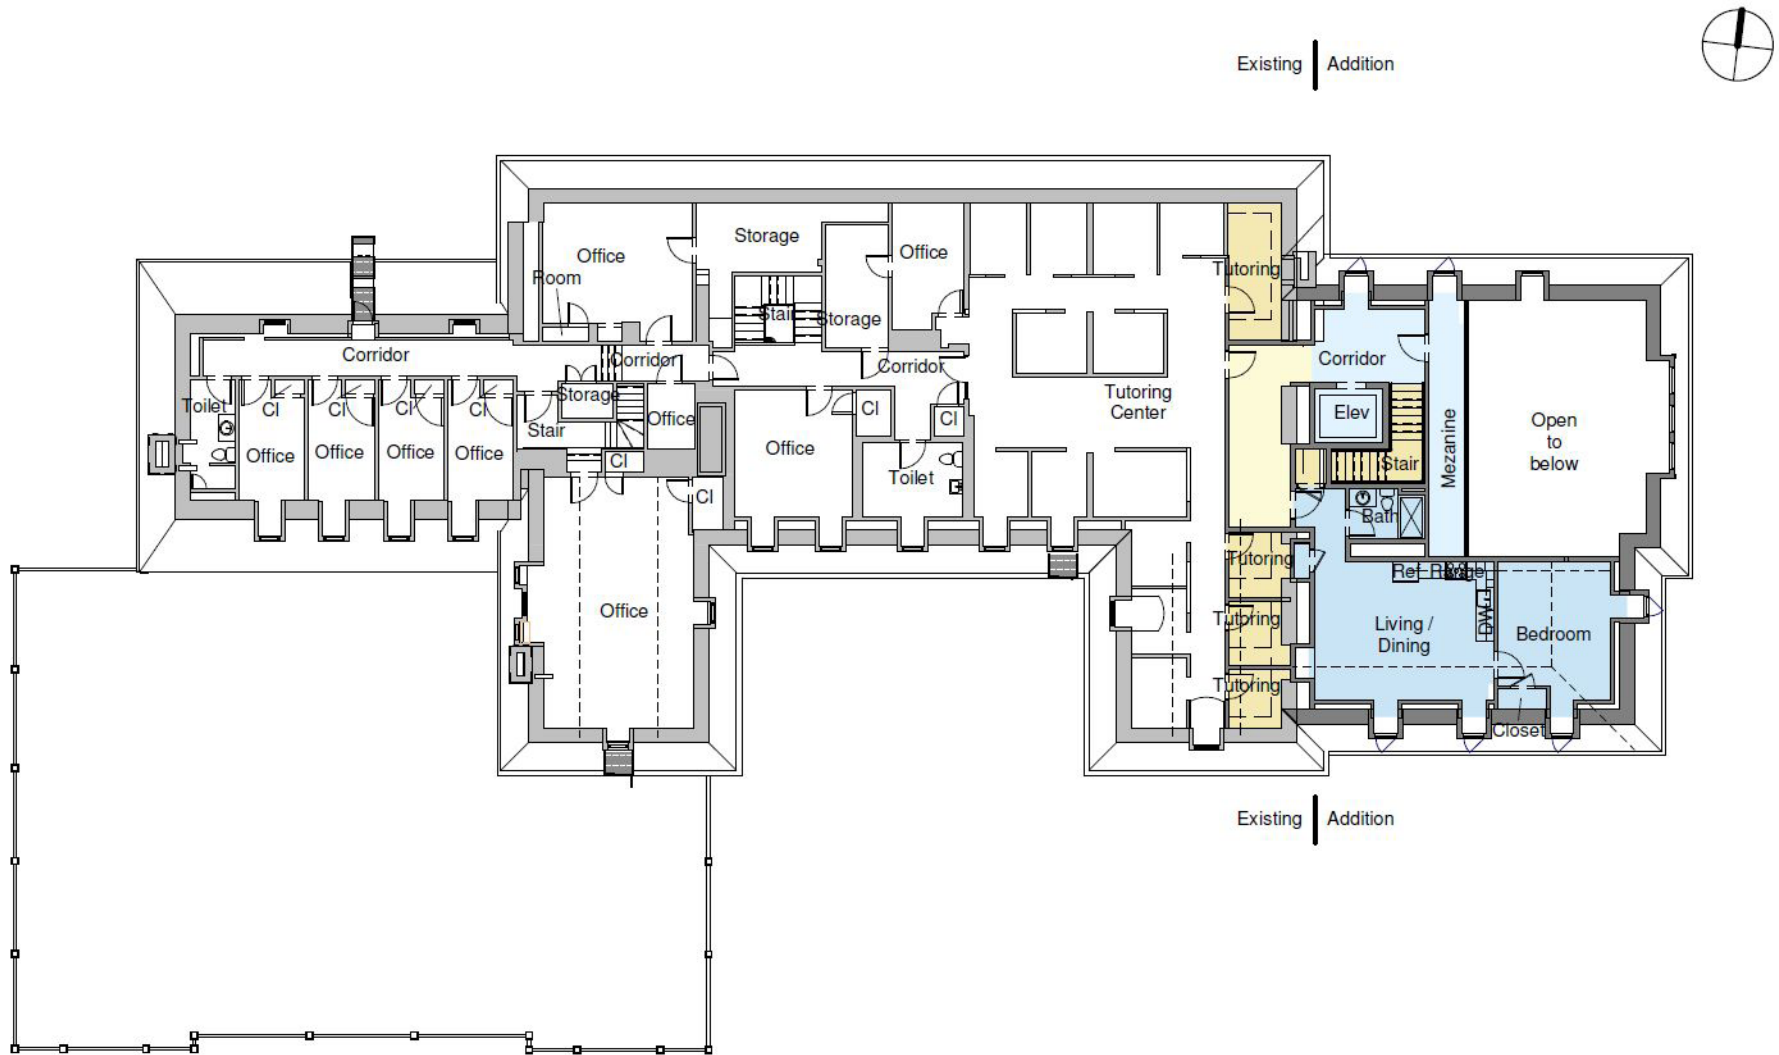 Existing
Addition
Storage
Office
Office
Room
Tutoring
Stair
Storage
Corridor
Corridor
Corridor
Corridor
Storage
Tutoring
Center
Elev
Toilet
Cl
Cl
Cl
Cl
Cl
Cl
Office
Stair
Office
Open
to
below
Mezanine
Office
Office
Office
Office
Cl
Toilet
Stair
Cl
Bath
Tutoring
Ref
Range
Office
Tutoring
DW
Living /
Dining
Bedroom
Tutoring
Closet
Existing
Addition